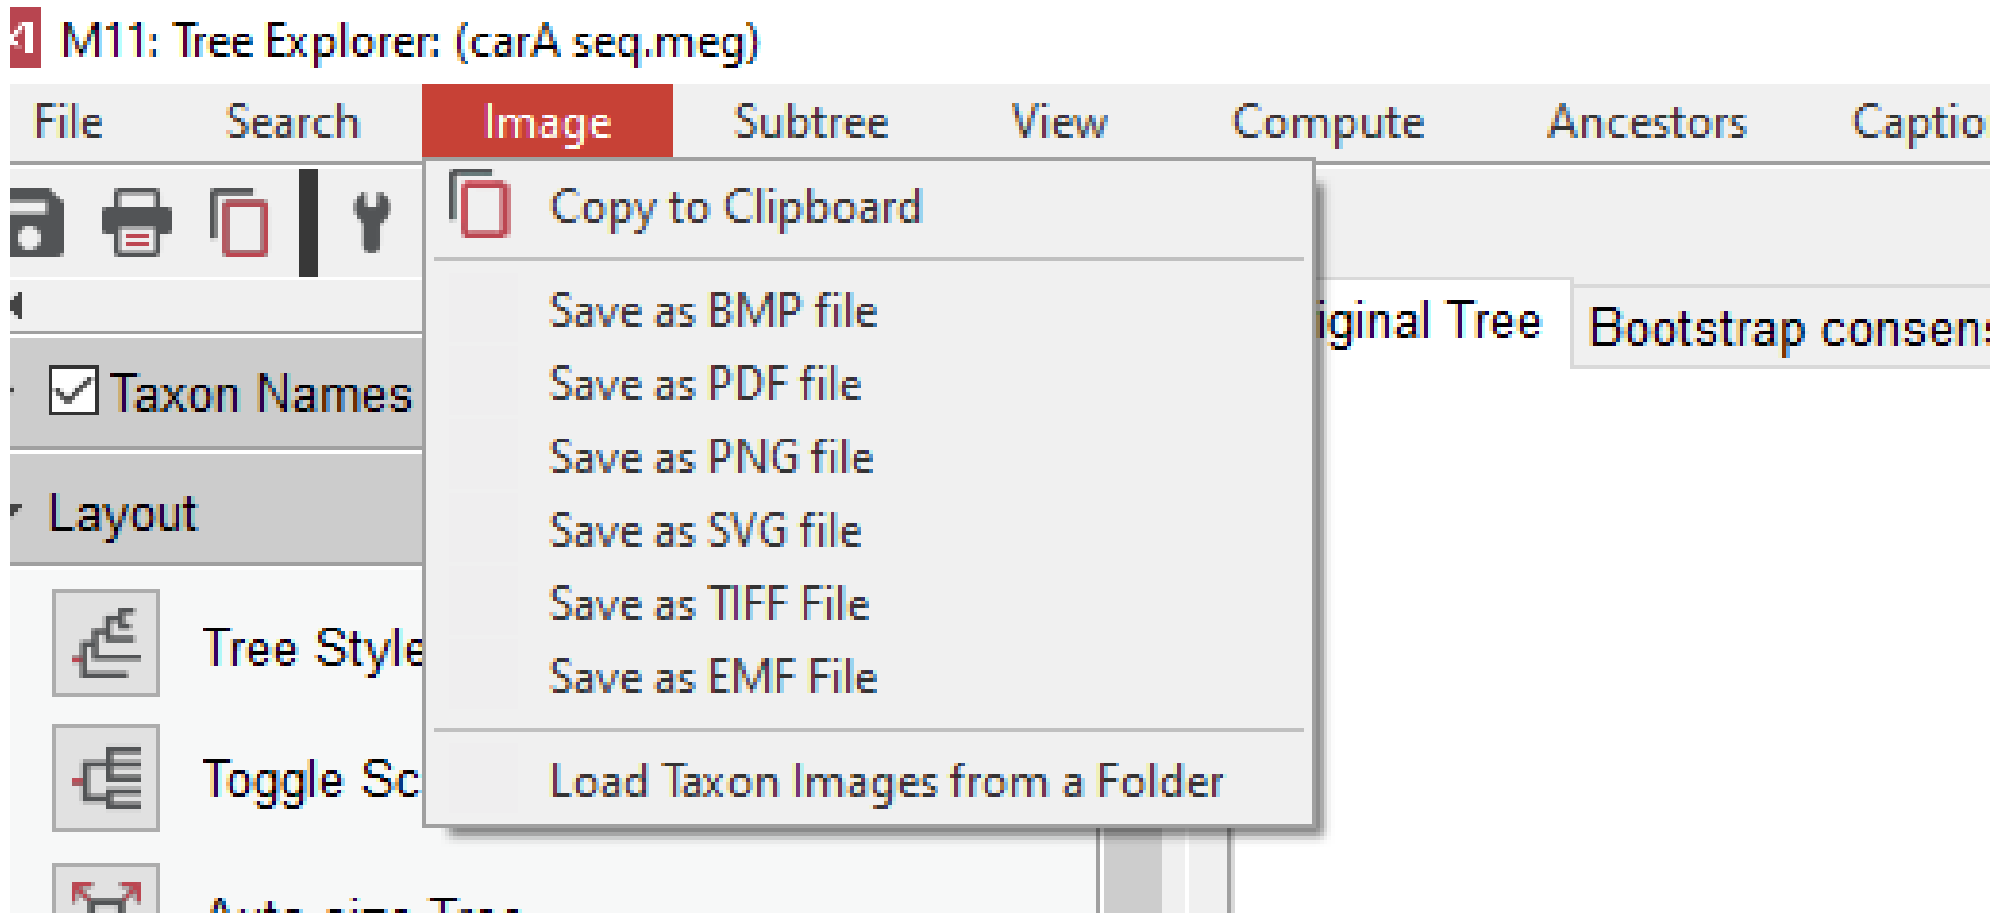 M11: Tree Explorer: (carA seq.meg)
File Search Image Subtree View Compute Ancestors
Copy to Clipboard
Save as BMP file
iginal Tree Bootstrap
Save as PDF file
Taxon Names
Save as PNG file
Layout
Save as SVG file
Save as TIFF File
Tree Style
Save as EMF File
Toggle Sc
Load Taxon Images from a Folder